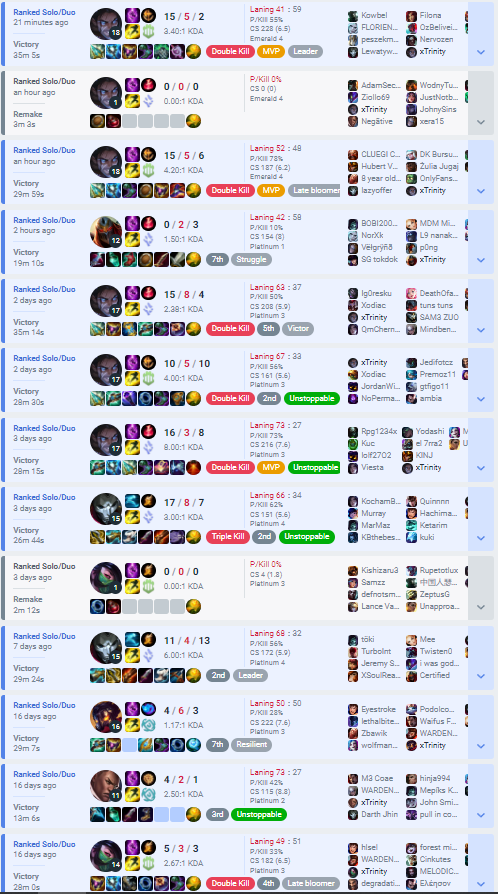 Ranked Solo/Duo
21 minutes ago
Victory
35m 5s
18
15 / 5 / 2
3.40:1 KDA
Double Kill MVP Leader
Laning 41 : 59
P/Kill 55%
CS 228 (6.5)
Emerald 4
Kowbel Filona
FLORIEN... OzBelivei...
peszekm... Nervozen
Lewatyw... xTrinity
Ranked Solo/Duo
an hour ago
Remake
3m 3s
1
0 / 0 / 0
0.00:1 KDA
P/Kill 0%
CS 0 (0)
Emerald 4
AdamSec... WodnyTu...
Ziollo69 JustNotb...
xTrinity JohnySins
Negãtive xera15
Ranked Solo/Duo
an hour ago
Victory
29m 59s
18
15 / 5 / 6
4.20:1 KDA
Double Kill MVP Late bloomer
Laning 52 : 48
P/Kill 78%
CS 187 (6.2)
Emerald 4
CLUEGI C... DK Bursu...
Hubert V... Żulia Jugaj
8 year old... OnlyFans...
lazyoffer xTrinity
Ranked Solo/Duo
2 hours ago
Victory
19m 10s
12
0 / 2 / 3
1.50:1 KDA
7th Struggle
Laning 42 : 58
P/Kill 10%
CS 154 (8)
Platinum 1
BOBI200... MDM Mi...
NorXk L9 nanak...
p0ng
SG tokdok xTrinity
Ranked Solo/Duo
2 days ago
Victory
35m 14s
17
15 / 8 / 4
2.38:1 KDA
Double Kill 5th Victor
Laning 63 : 37
P/Kill 50%
CS 208 (5.9)
Platinum 3
Ig0resku DeathOfa...
Xodiac tuns tuns
xTrinity SAM3 ZUO
QmChern... Mindben...
Ranked Solo/Duo
2 days ago
Victory
28m 30s
17
10 / 5 / 10
4.00:1 KDA
Double Kill 2nd Unstoppable
Laning 67 : 33
P/Kill 56%
CS 161 (5.6)
Platinum 3
xTrinity Jedifotcz
Xodiac Premoz11
JordanWi... gtfigo11
NoPerma... ambia
Ranked Solo/Duo
3 days ago
Victory
28m 15s
17
16 / 3 / 8
8.00:1 KDA
Double Kill MVP Unstoppable
Laning 73 : 27
P/Kill 73%
CS 216 (7.6)
Platinum 3
Rpg1234x Yodashi M
Kuc el 7rra2 U
lolf27O2 KINJ
Viesta xTrinity
Ranked Solo/Duo
3 days ago
Victory
26m 44s
15
17 / 8 / 7
3.00:1 KDA
Triple Kill 2nd Unstoppable
Laning 66 : 34
P/Kill 62%
CS 151 (5.6)
Platinum 4
KochamB... Quinnnn
Murray Hachima...
MarMaz Ketarim
KBthebes... kuki
Ranked Solo/Duo
3 days ago
Remake
2m 12s
1
0 / 0 / 0
0.00:1 KDA
P/Kill 0%
CS 4 (1.8)
Platinum 3
Kishizaru3 Rupetotlux
Samzz 中国人想...
defnotsm... ZeptusG
Lance Va... Unapproa...
Ranked Solo/Duo
7 days ago
Victory
29m 24s
15
11 / 4 / 13
6.00:1 KDA
2nd Leader
Laning 68 : 32
P/Kill 56%
CS 172 (5.9)
Platinum 4
töki Mee
TurboInt Twisten0
Jeremy S... i was god...
XSoulRea... Certified
Ranked Solo/Duo
16 days ago
Victory
29m 7s
16
4 / 6 / 3
1.17:1 KDA
7th Resilient
Laning 50 : 50
P/Kill 28%
CS 222 (7.6)
Platinum 3
Eyestroke Podolco...
lethalbite... Waifus F...
Zbawik WARDEN...
wolfman... xTrinity
Ranked Solo/Duo
16 days ago
Victory
13m 6s
11
4 / 2 / 1
2.50:1 KDA
3rd Unstoppable
Laning 73 : 27
P/Kill 42%
CS 115 (8.8)
Platinum 2
M3 Coae hinja994
WARDEN... Mepiks K...
xTrinity John Smi...
Darth Jhin pull in co...
Ranked Solo/Duo
16 days ago
Victory
28m 0s
14
5 / 3 / 3
2.67:1 KDA
Double Kill 4th Late bloomer
Laning 49 : 51
P/Kill 33%
CS 182 (6.5)
Platinum 3
hlsel forest mi...
WARDEN... Cinkutes
xTrinity MELODIC...
degradati... Ελληνον